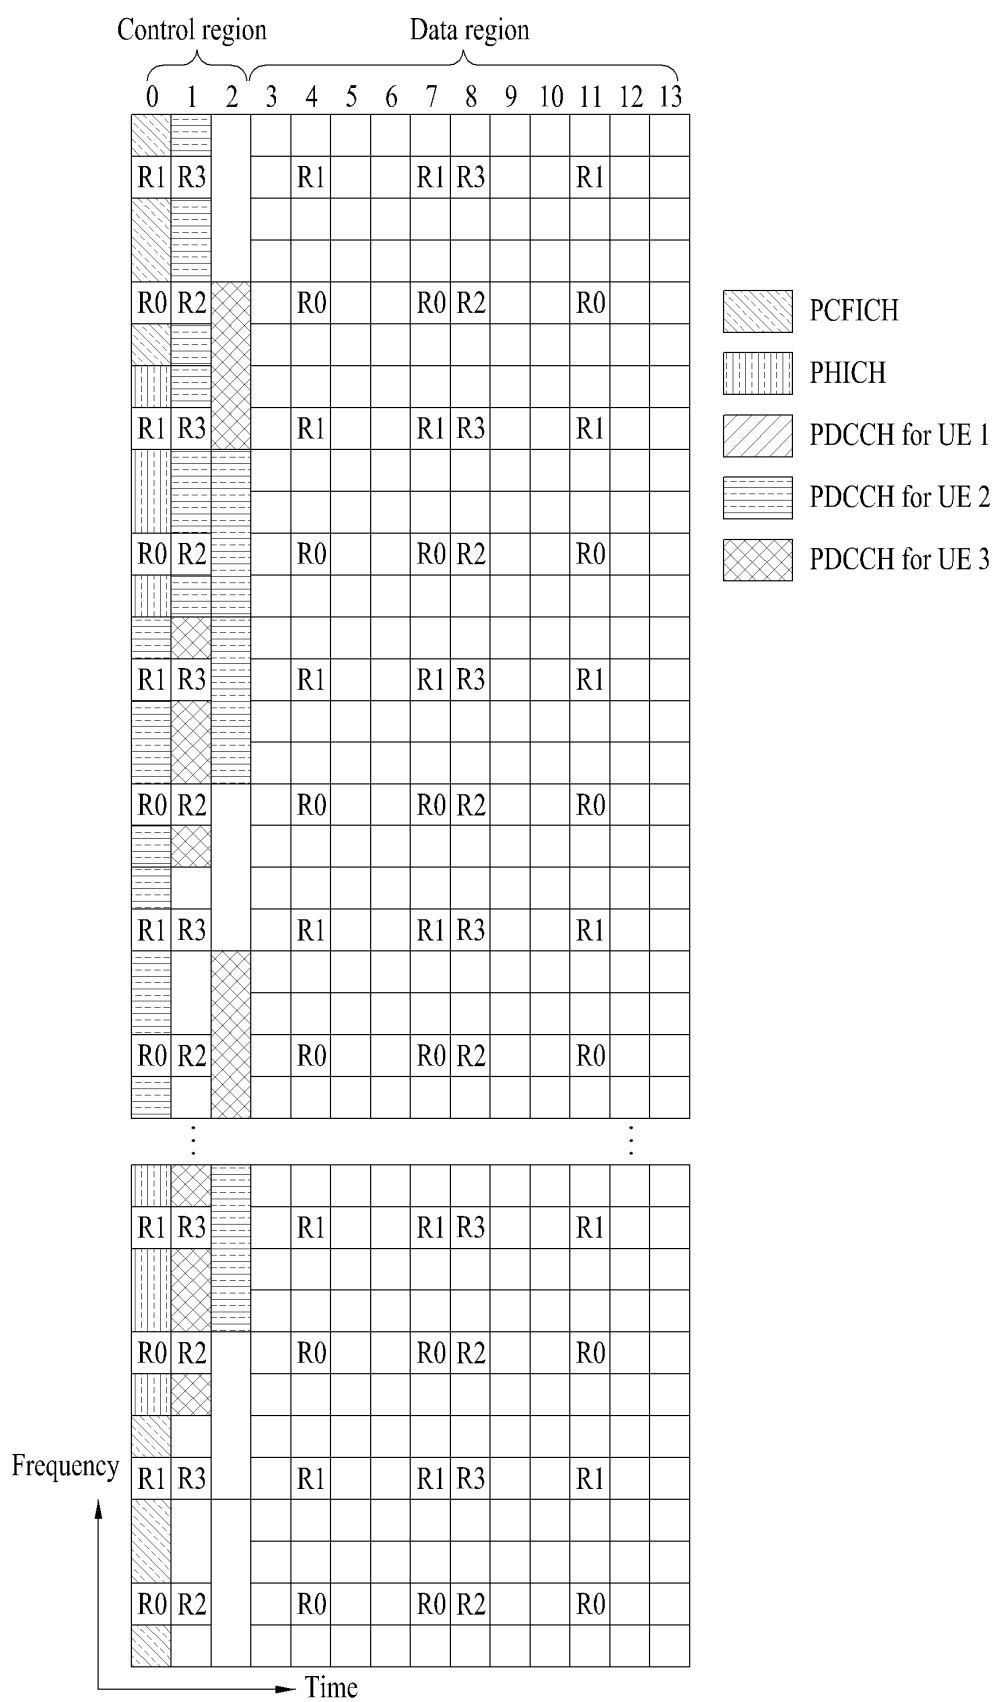 Control region Data region
0 1 2 3 4 5 6 7 8 9 10 11 12 13
R1 R3 R1 R1 R3 R1
R0 R2 R0 R0 R2 R0
R1 R3 R1 R1 R3 R1
R0 R2 R0 R0 R2 R0
R1 R3 R1 R1 R3 R1
R0 R2 R0 R0 R2 R0
R1 R3 R1 R1 R3 R1
R0 R2 R0 R0 R2 R0
R1 R3 R1 R1 R3 R1
R0 R2 R0 R0 R2 R0
R1 R3 R1 R1 R3 R1
R0 R2 R0 R0 R2 R0
PCFICH
PHICH
PDCCH for UE 1
PDCCH for UE 2
PDCCH for UE 3
Frequency
Time